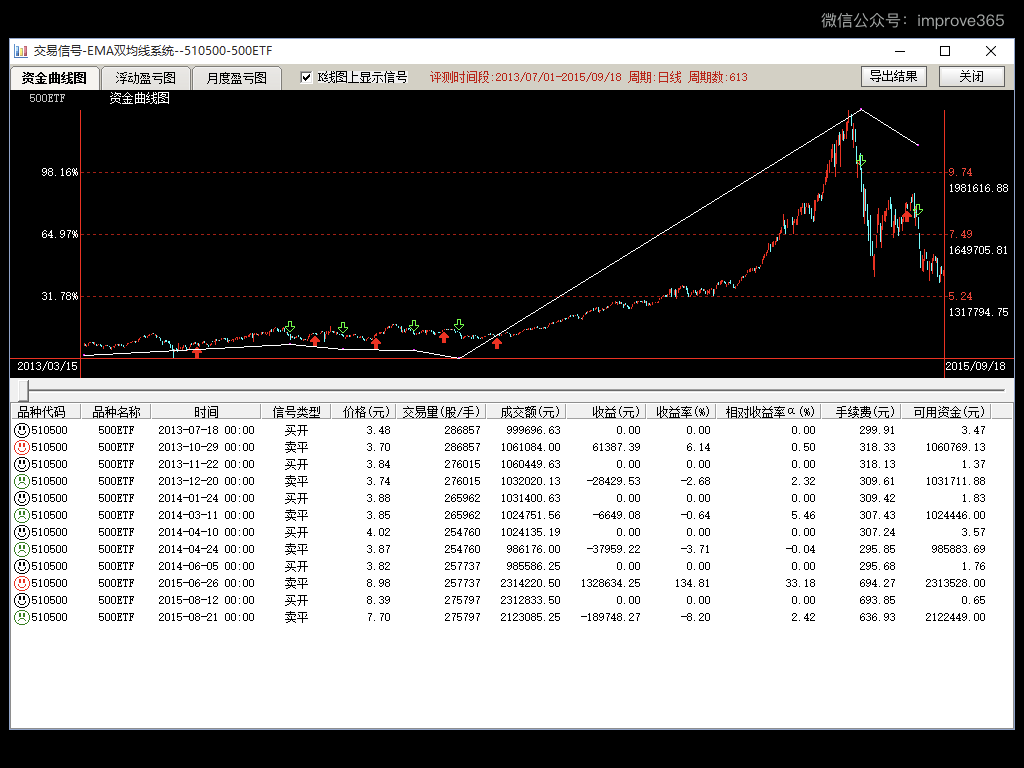 微信公众号：improve365
交易信号-EMA双均线系统--510500-500ETF
资金曲线图 浮动盈亏图 月度盈亏图 K线图上显示信号 评测时间段:2013/07/01-2015/09/18 周期:日线 周期数:613 导出结果 关闭
500ETF 资金曲线图
98.16% 9.74
1981616.88
64.97% 7.49
1649705.81
31.78% 5.24
1317794.75
2013/03/15 2015/09/18
品种代码 品种名称 时间 信号类型 价格(元) 交易量(股/手) 成交额(元) 收益(元) 收益率(%) 相对收益率α(%) 手续费(元) 可用资金(元)
510500 500ETF 2013-07-18 00:00 买开 3.48 286857 999696.63 0.00 0.00 0.00 299.91 3.47
510500 500ETF 2013-10-29 00:00 卖平 3.70 286857 1061084.00 61387.39 6.14 0.50 318.33 1060769.13
510500 500ETF 2013-11-22 00:00 买开 3.84 276015 1060449.63 0.00 0.00 0.00 318.13 1.37
510500 500ETF 2013-12-20 00:00 卖平 3.74 276015 1032020.13 -28429.53 -2.68 2.32 309.61 1031711.88
510500 500ETF 2014-01-24 00:00 买开 3.88 265962 1031400.63 0.00 0.00 0.00 309.42 1.83
510500 500ETF 2014-03-11 00:00 卖平 3.85 265962 1024751.56 -6649.08 -0.64 5.46 307.43 1024446.00
510500 500ETF 2014-04-10 00:00 买开 4.02 254760 1024135.19 0.00 0.00 0.00 307.24 3.57
510500 500ETF 2014-04-24 00:00 卖平 3.87 254760 986176.00 -37959.22 -3.71 -0.04 295.85 985883.69
510500 500ETF 2014-06-05 00:00 买开 3.82 257737 985586.25 0.00 0.00 0.00 295.68 1.76
510500 500ETF 2015-06-26 00:00 卖平 8.98 257737 2314220.50 1328634.25 134.81 33.18 694.27 2313528.00
510500 500ETF 2015-08-12 00:00 买开 8.39 275797 2312833.50 0.00 0.00 0.00 693.85 0.65
510500 500ETF 2015-08-21 00:00 卖平 7.70 275797 2123085.25 -189748.27 -8.20 2.42 636.93 2122449.00